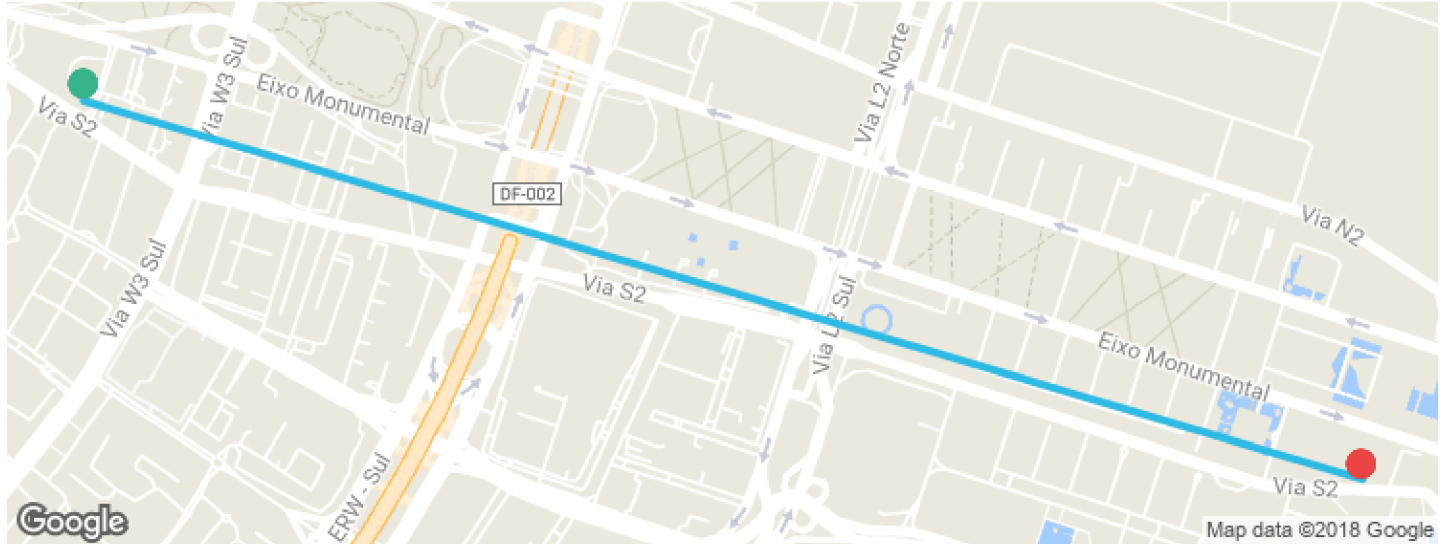 Via W3 Sul
Via L2 Norte
Eixo Monumental
Via S2
DF-002
Via N2
Via W3 Sul
Via S2
Via L2 Sul
Eixo Monumental
ERW - Sul
Via S2
Google
Map data ©2018 Google